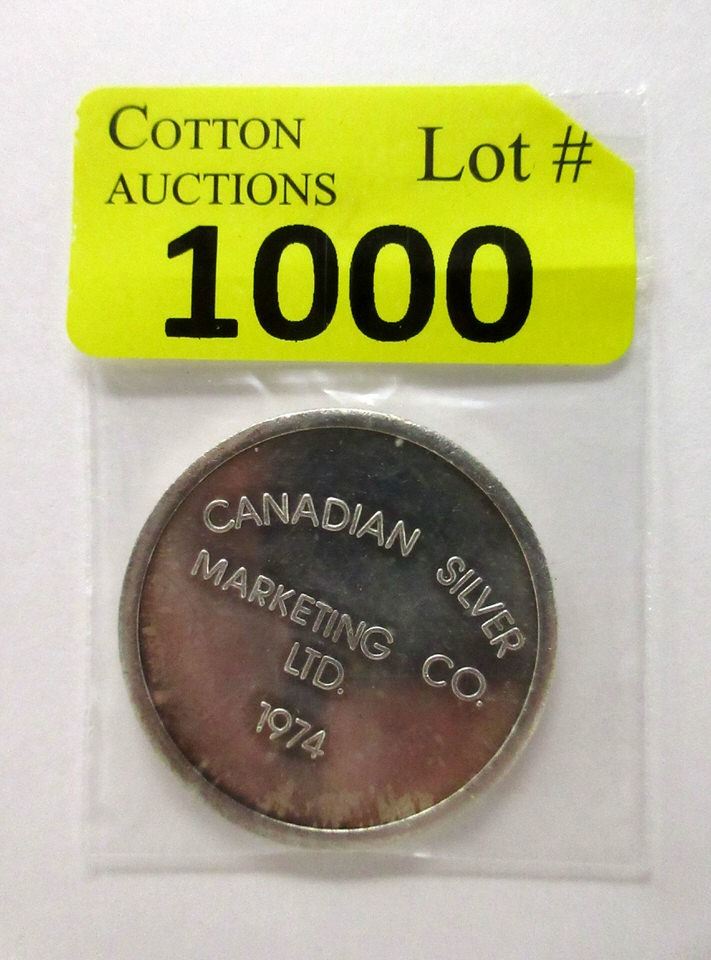 COTTON
AUCTIONS
Lot #
1000
CANADIAN SILVER
MARKETING CO.
LTD.
1974